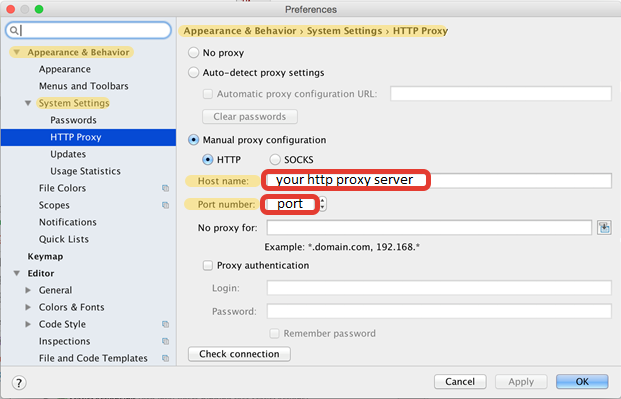 Preferences
Appearance & Behavior › System Settings › HTTP Proxy
Appearance & Behavior
Appearance
Menus and Toolbars
System Settings
Passwords
HTTP Proxy
Updates
Usage Statistics
File Colors
Scopes
Notifications
Quick Lists
Keymap
Editor
General
Colors & Fonts
Code Style
Inspections
File and Code Templates
No proxy
Auto-detect proxy settings
Automatic proxy configuration URL:
Clear passwords
Manual proxy configuration
HTTP SOCKS
Host name: your http proxy server
Port number: port
No proxy for:
Example: *.domain.com, 192.168.*
Proxy authentication
Login:
Password:
Remember password
Check connection
? Cancel Apply OK